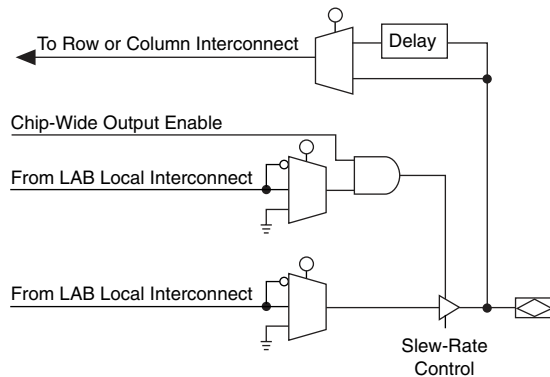 To Row or Column Interconnect
Delay
Chip-Wide Output Enable
From LAB Local Interconnect
From LAB Local Interconnect
Slew-Rate
Control